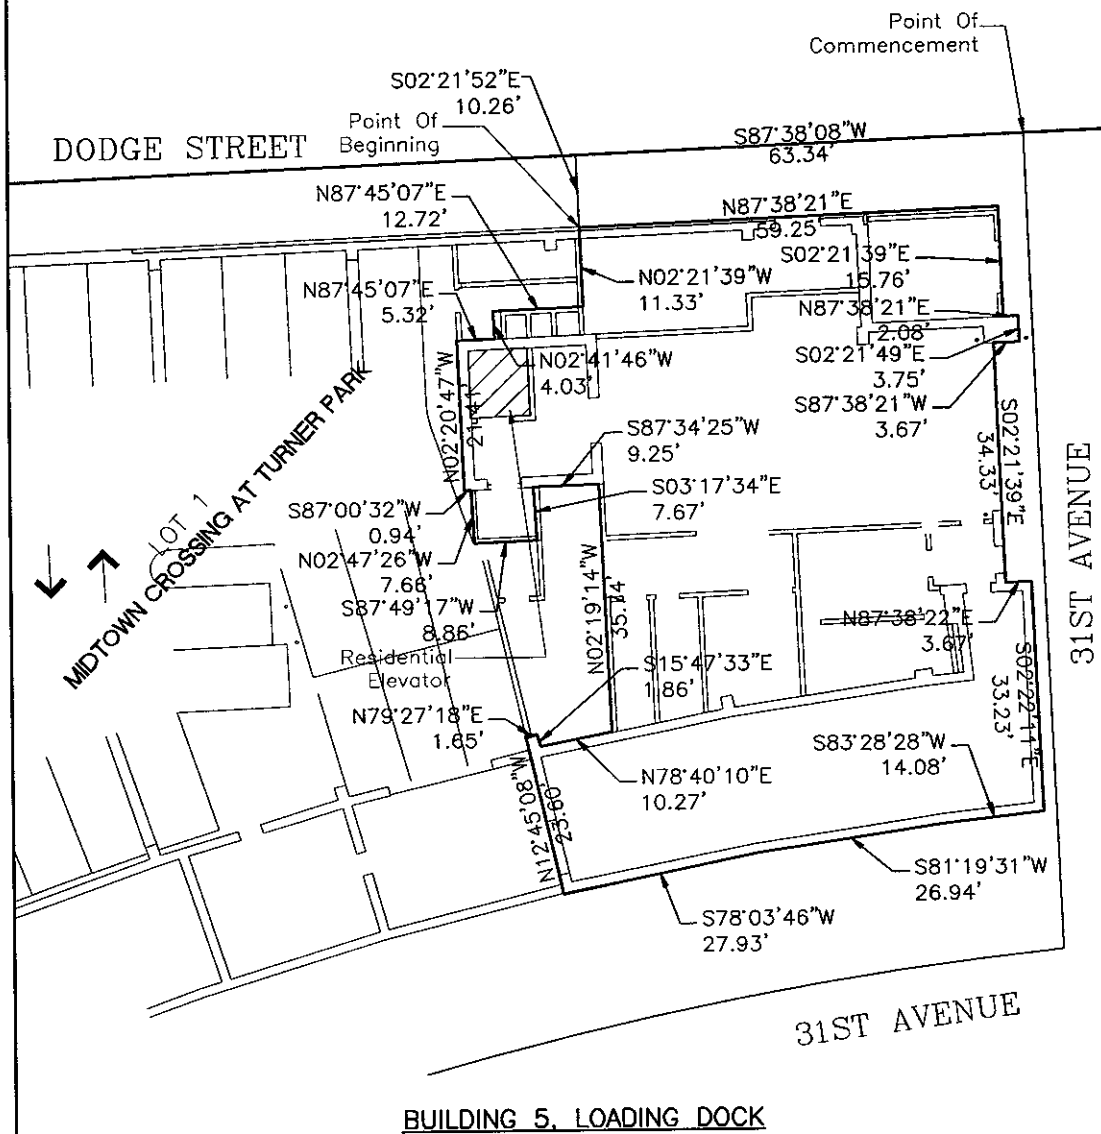 Point Of
Commencement
S02°21'52"E
10.26'
Point Of
Beginning
DODGE STREET
S87°38'08"W
63.34'
N87°45'07"E
12.72'
N87°38'21"E
59.25'
S02°21'39"E
15.76'
N02°21'39"W
11.33'
N87°45'07"E
5.32'
N87°38'21"E
2.08'
S02°21'49"E
3.75'
N02°41'46"W
4.03'
S87°38'21"W
3.67'
N02°20'47"W
21.41'
S87°34'25"W
9.25'
S02°21'39"E
34.33'
S03°17'34"E
7.67'
S87°00'32"W
0.94'
N02°47'26"W
7.66'
S87°49'17"W
8.86'
N02°19'14"W
35.14'
N87°38'22"E
3.67'
LOT 1
MIDTOWN CROSSING AT TURNER PARK
Residential
Elevator
S15°47'33"E
1.86'
31ST AVENUE
S02°22'11"E
33.23'
N79°27'18"E
1.65'
S83°28'28"W
14.08'
N78°40'10"E
10.27'
N12°45'08"W
23.60'
S81°19'31"W
26.94'
S78°03'46"W
27.93'
31ST AVENUE
BUILDING 5, LOADING DOCK